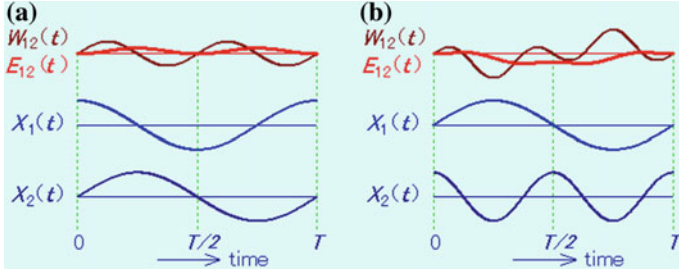 (a)
W₁₂(t)
E₁₂(t)
X₁(t)
X₂(t)
0 T/2 T
time
(b)
W₁₂(t)
E₁₂(t)
X₁(t)
X₂(t)
0 T/2 T
time